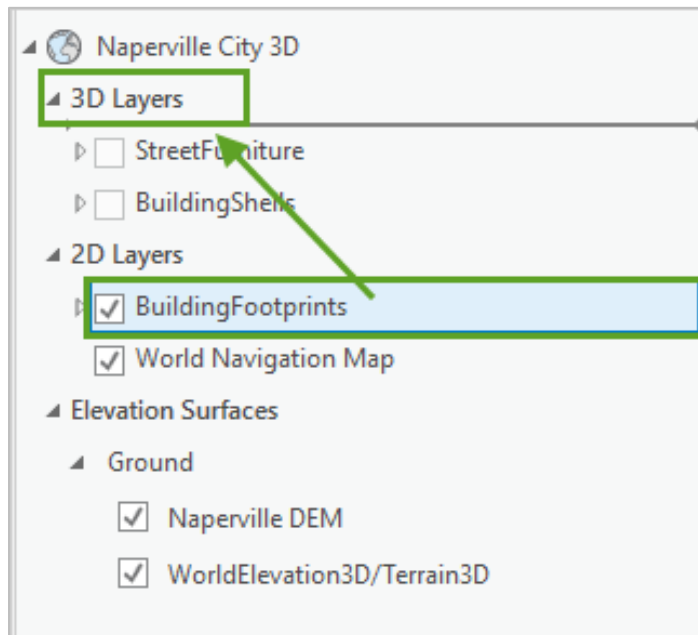 Naperville City 3D
3D Layers
StreetFurniture
BuildingShells
2D Layers
BuildingFootprints
World Navigation Map
Elevation Surfaces
Ground
Naperville DEM
WorldElevation3D/Terrain3D